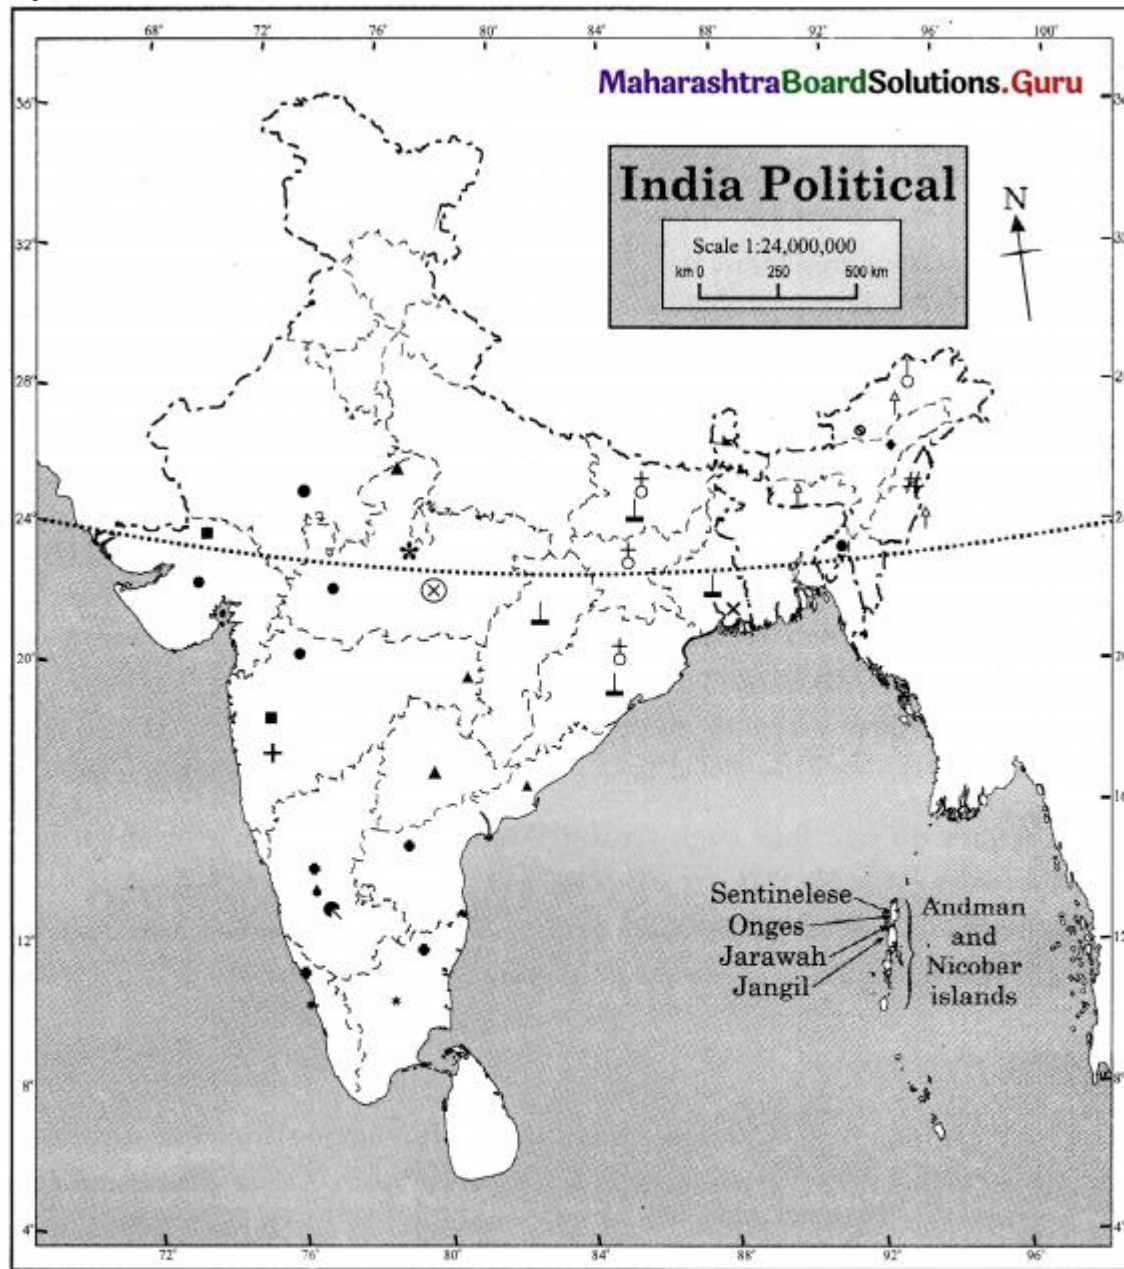 68° 72° 76° 80° 84° 88° 92° 96° 100°
MaharashtraBoardSolutions.Guru
36°
India Political
Scale 1:24,000,000
km 0 250 500 km
N
32°
28°
24°
20°
16
12°
8°
4°
Sentinelese
Onges
Jarawah
Jangil
Andman
and
Nicobar
islands
72° 76° 80° 84° 88° 92° 96°